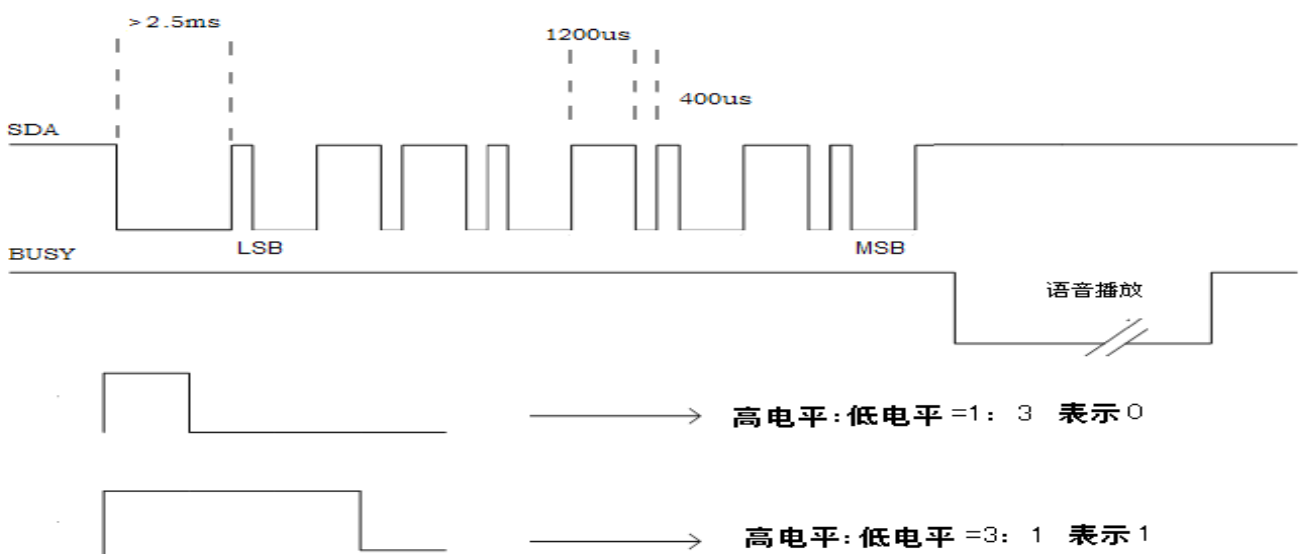 >2.5ms
1200us
400us
SDA
LSB
MSB
BUSY
语音播放
高电平:低电平=1: 3 表示0
高电平:低电平=3: 1 表示1